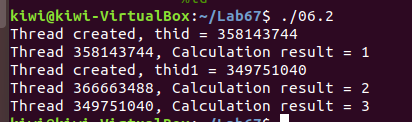 kiwi@kiwi-VirtualBox:~/Lab67$ ./06.2
Thread created, thid = 358143744
Thread 358143744, Calculation result = 1
Thread created, thid1 = 349751040
Thread 366663488, Calculation result = 2
Thread 349751040, Calculation result = 3
kiwi@kiwi-VirtualBox:~/Lab67$